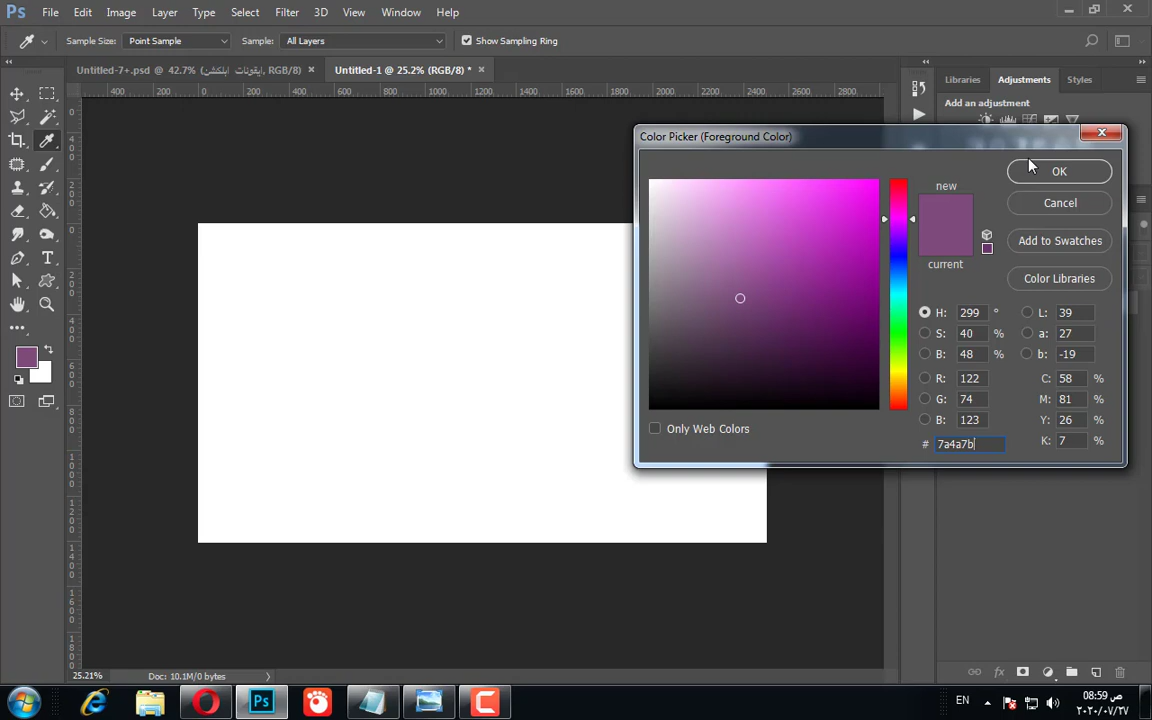 Ps File Edit Image Layer Type Select Filter 3D View Window Help
Sample Size: Point Sample Sample: All Layers Show Sampling Ring
Untitled-7+.psd @ 42.7% (ايقونات ابلكشن, RGB/8) × Untitled-1 @ 25.2% (RGB/8) * ×
Libraries Adjustments Styles
400 200 0 200 400 600 800 1000 1200 1400 1600 1800 2000 2200 2400 2600 2800
Add an adjustment
Color Picker (Foreground Color)
OK
new
Cancel
Add to Swatches
current
Color Libraries
H: 299 ° L: 39
S: 40 % a: 27
B: 48 % b: -19
R: 122 C: 58 %
G: 74 M: 81 %
B: 123 Y: 26 %
Only Web Colors
# 7a4a7b K: 7 %
25.21% Doc: 10.1M/0 bytes
Ps
EN
08:59 ص
٢٠٢٠/٠٧/٢٧